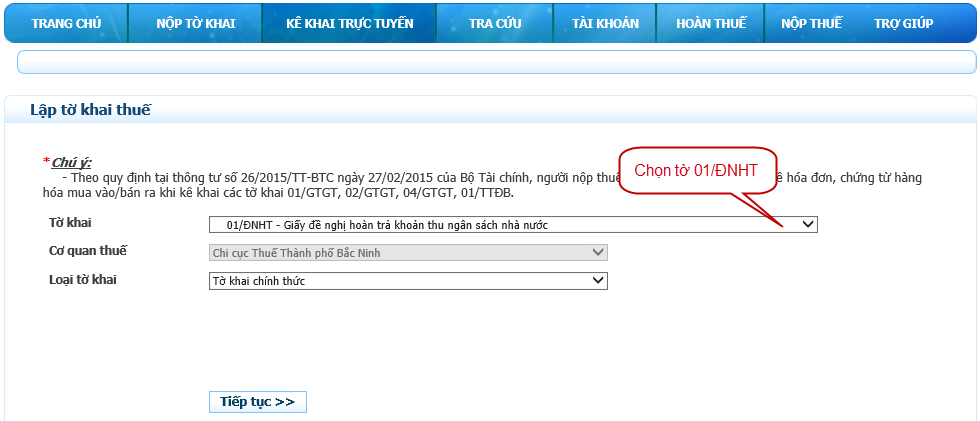 TRANG CHỦ NỘP TỜ KHAI KÊ KHAI TRỰC TUYẾN TRA CỨU TÀI KHOẢN HOÀN THUẾ NỘP THUẾ TRỢ GIÚP
Lập tờ khai thuế
*Chú ý:
- Theo quy định tại thông tư số 26/2015/TT-BTC ngày 27/02/2015 của Bộ Tài chính, người nộp thuế hóa đơn, chứng từ hàng
hóa mua vào/bán ra khi kê khai các tờ khai 01/GTGT, 02/GTGT, 04/GTGT, 01/TTĐB.
Chọn tờ 01/ĐNHT
Tờ khai 01/ĐNHT - Giấy đề nghị hoàn trả khoản thu ngân sách nhà nước
Cơ quan thuế Chi cục Thuế Thành phố Bắc Ninh
Loại tờ khai Tờ khai chính thức
Tiếp tục >>